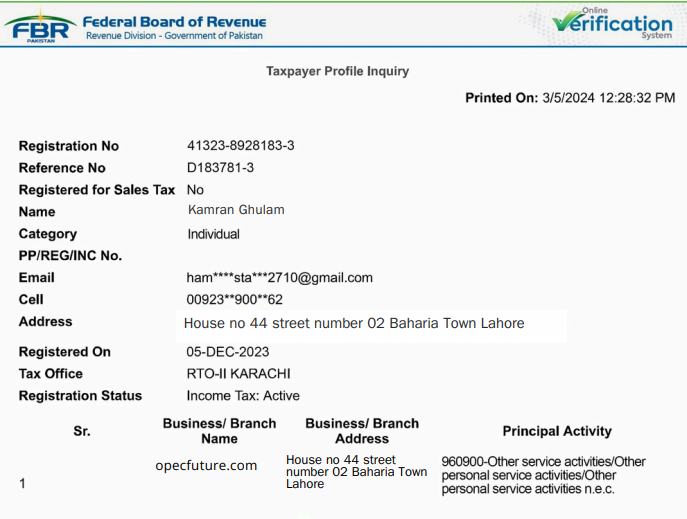 FBR
PAKISTAN
Federal Board of Revenue
Revenue Division - Government of Pakistan
Online
Verification
System
Taxpayer Profile Inquiry
Printed On: 3/5/2024 12:28:32 PM
Registration No 41323-8928183-3
Reference No D183781-3
Registered for Sales Tax No
Name Kamran Ghulam
Category Individual
PP/REG/INC No.
Email ham****sta***2710@gmail.com
Cell 00923**900**62
Address House no 44 street number 02 Baharia Town Lahore
Registered On 05-DEC-2023
Tax Office RTO-II KARACHI
Registration Status Income Tax: Active
Sr. Business/ Branch Name Business/ Branch Address Principal Activity
1 opecfuture.com House no 44 street number 02 Baharia Town Lahore 960900-Other service activities/Other personal service activities/Other personal service activities n.e.c.